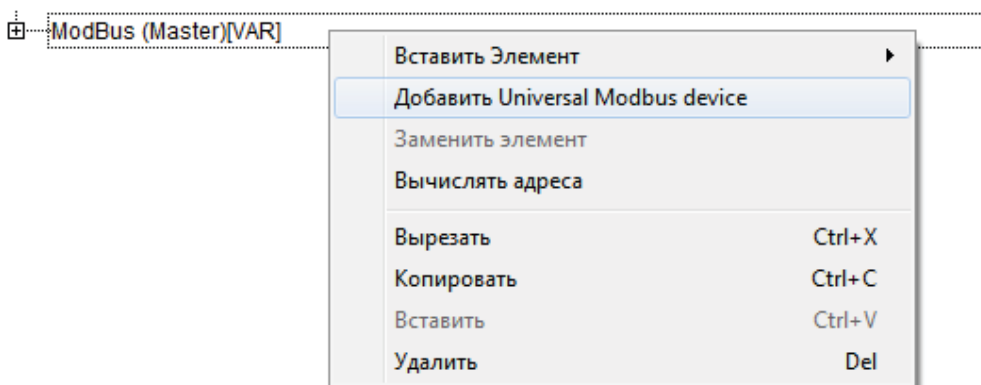 ModBus (Master)[VAR]
Вставить Элемент
Добавить Universal Modbus device
Заменить элемент
Вычислять адреса
Вырезать Ctrl+X
Копировать Ctrl+C
Вставить Ctrl+V
Удалить Del